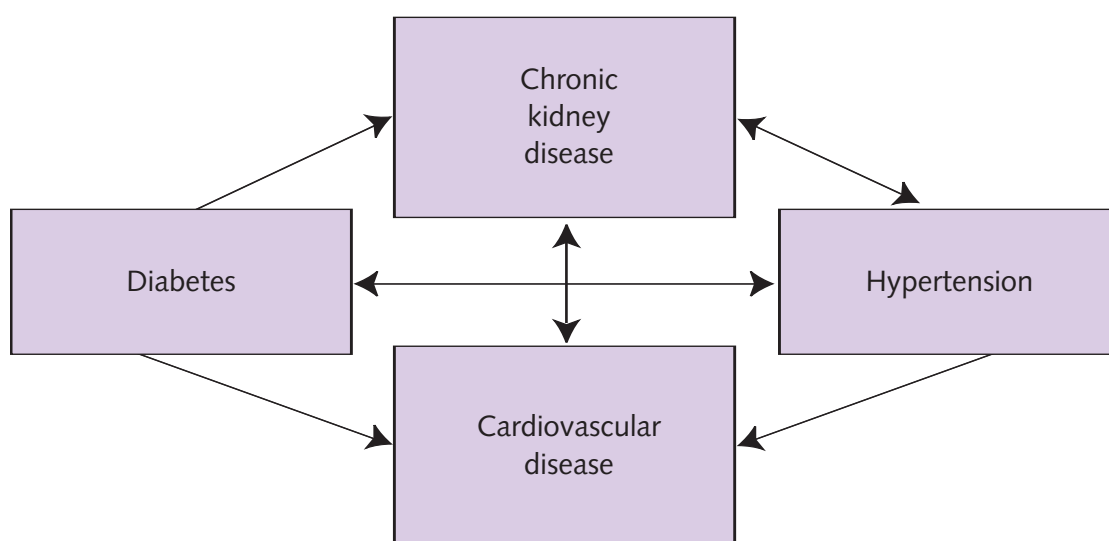 Chronic
kidney
disease
Diabetes
Hypertension
Cardiovascular
disease